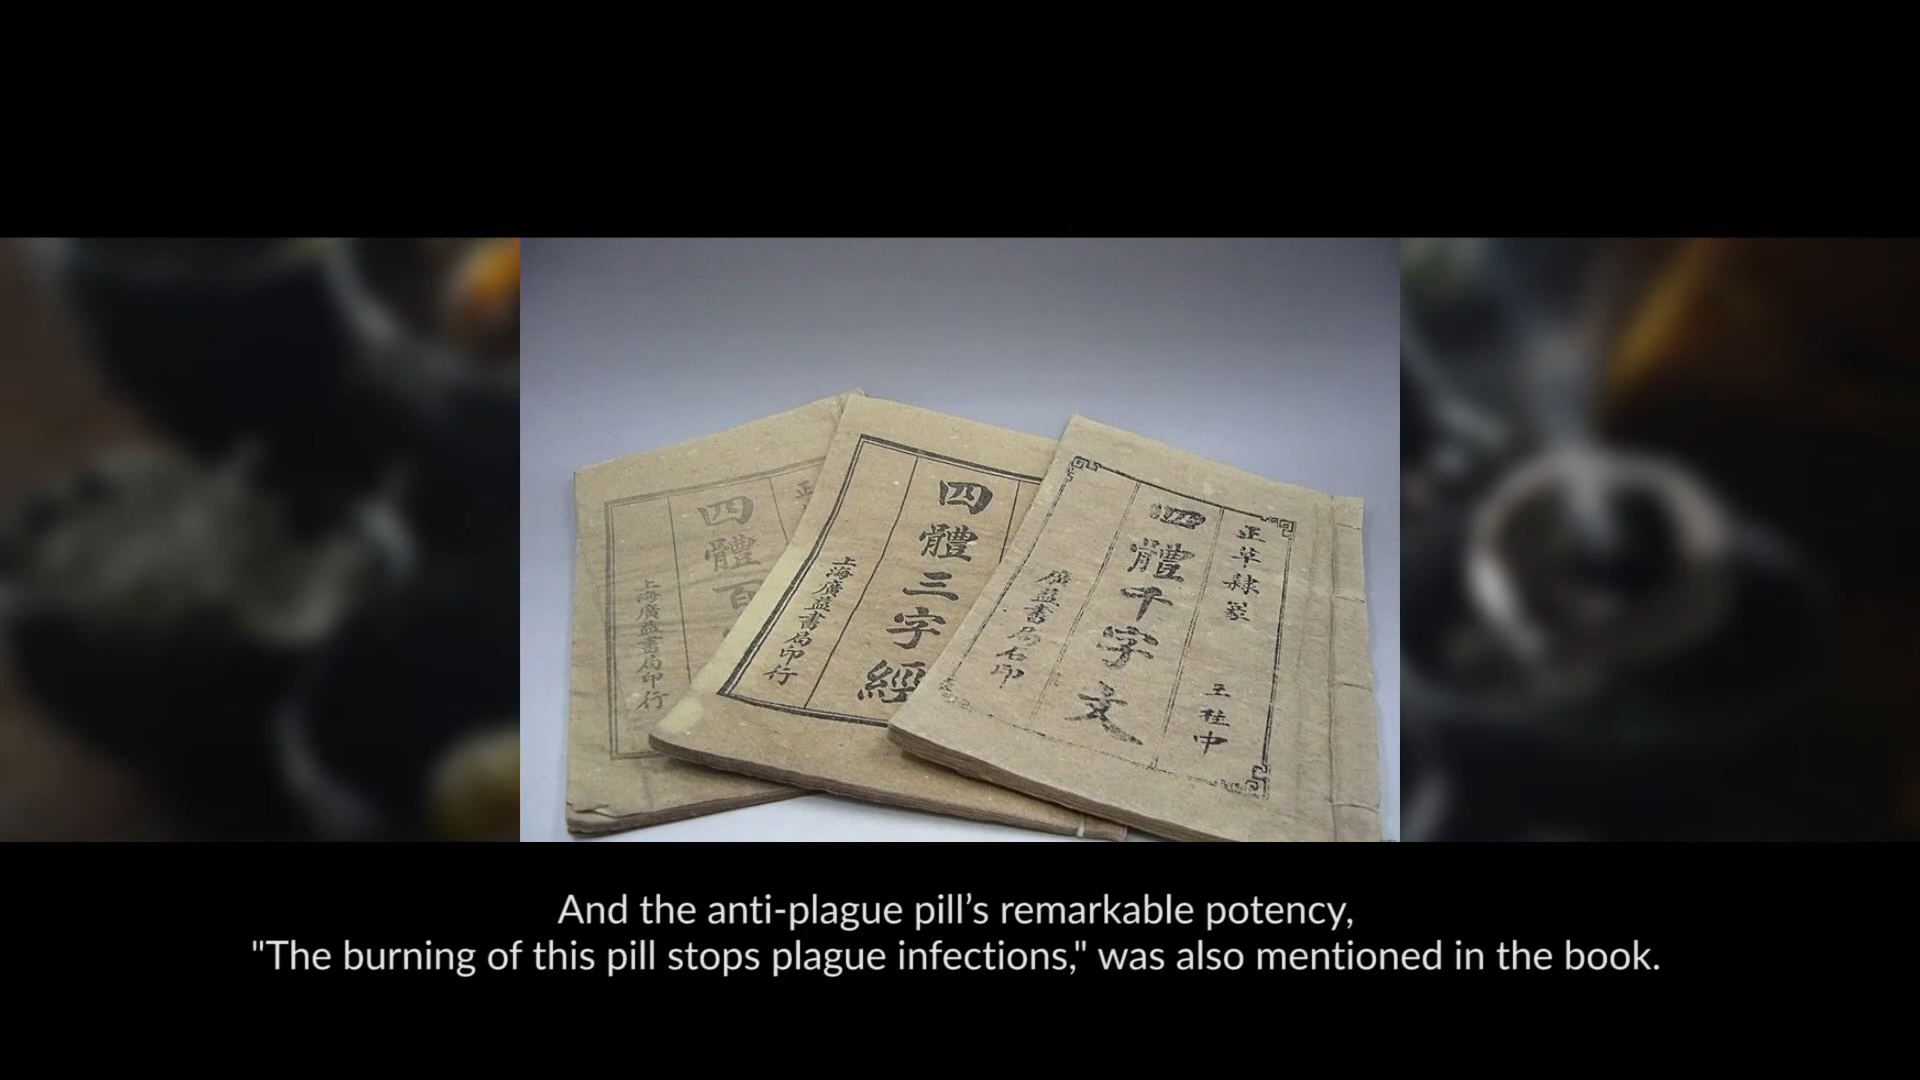 四體百
正
上海廣益書局印行
四體三字經
上海廣益書局印行
正草隸篆
四體千字文
王桂中
廣益書局石印
And the anti-plague pill’s remarkable potency,
"The burning of this pill stops plague infections," was also mentioned in the book.